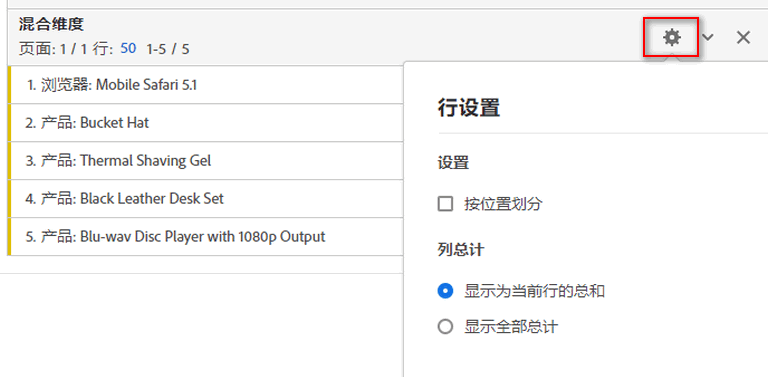 混合维度
页面: 1 / 1 行: 50 1-5 / 5
1. 浏览器: Mobile Safari 5.1
2. 产品: Bucket Hat
3. 产品: Thermal Shaving Gel
4. 产品: Black Leather Desk Set
5. 产品: Blu-wav Disc Player with 1080p Output
行设置
设置
按位置划分
列总计
显示为当前行的总和
显示全部总计